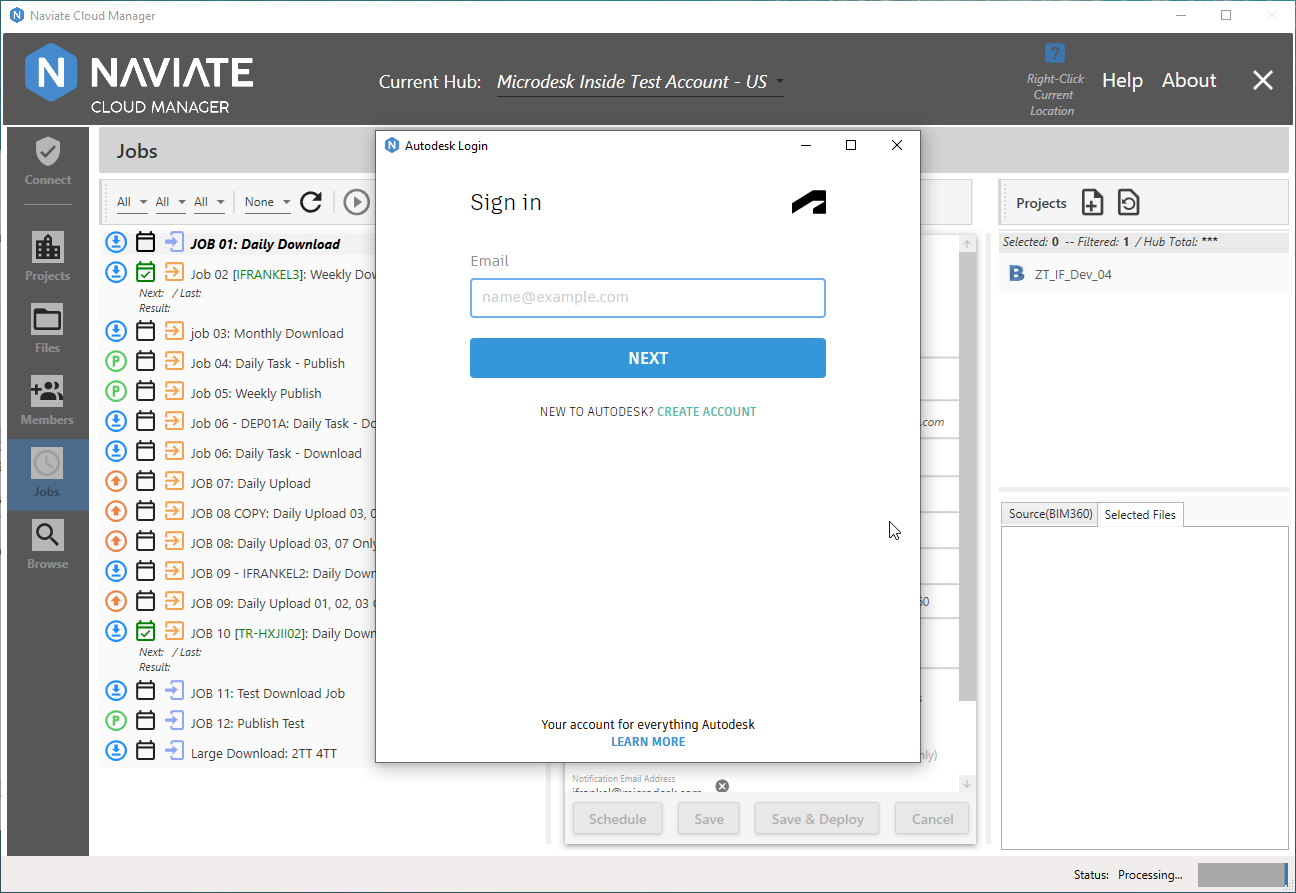 Naviate Cloud Manager
N NAVIATE
CLOUD MANAGER
Current Hub: Microdesk Inside Test Account - US
?
Right-Click
Current
Location
Help
About
Connect
Projects
Files
Members
Jobs
Browse
Jobs
All All All None
JOB 01: Daily Download
Job 02 [IFRANKEL3]: Weekly
Next: / Last:
Result:
job 03: Monthly Download
P Job 04: Daily Task - Publish
P Job 05: Weekly Publish
Job 06 - DEP01A: Daily Task -
Job 06: Daily Task - Download
JOB 07: Daily Upload
JOB 08 COPY: Daily Upload 03,
JOB 08: Daily Upload 03, 07 Only
JOB 09 - IFRANKEL2: Daily
JOB 09: Daily Upload 01, 02, 03
JOB 10 [TR-HXJII02]: Daily
Next: / Last:
Result:
JOB 11: Test Download Job
P JOB 12: Publish Test
Large Download: 2TT 4TT
Autodesk Login
Sign in
Email
name@example.com
NEXT
NEW TO AUTODESK? CREATE ACCOUNT
Your account for everything Autodesk
LEARN MORE
.com
Notification Email Address
ifrankel@microdesk.com
Schedule Save Save & Deploy Cancel
Projects
Selected: 0 -- Filtered: 1 / Hub Total: ***
B ZT_IF_Dev_04
Source(BIM360) Selected Files
Status: Processing...